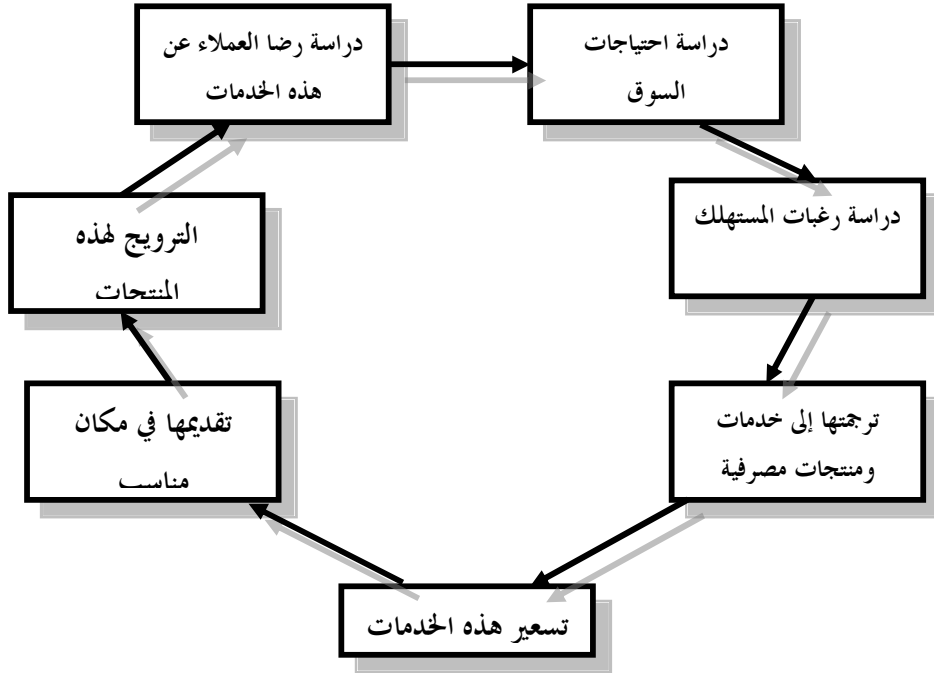 دراسة احتياجات
السوق
دراسة رغبات المستهلك
ترجمتها إلى خدمات
ومنتجات مصرفية
تسعير هذه الخدمات
تقديمها في مكان
مناسب
الترويج لهذه
المنتجات
دراسة رضا العملاء عن
هذه الخدمات